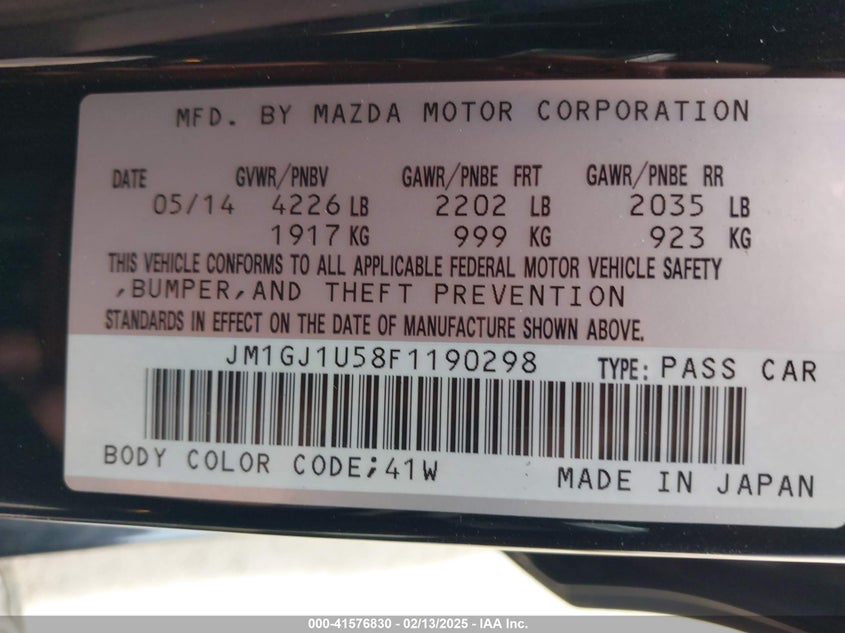 MFD. BY MAZDA MOTOR CORPORATION
DATE GVWR/PNBV GAWR/PNBE FRT GAWR/PNBE RR
05/14 4226 LB 2202 LB 2035 LB
1917 KG 999 KG 923 KG
THIS VEHICLE CONFORMS TO ALL APPLICABLE FEDERAL MOTOR VEHICLE SAFETY
,BUMPER,AND THEFT PREVENTION
STANDARDS IN EFFECT ON THE DATE OF MANUFACTURE SHOWN ABOVE.
JM1GJ1U58F1190298 TYPE: PASS CAR
BODY COLOR CODE;41W MADE IN JAPAN
000-41576830 — 02/13/2025 — IAA Inc.